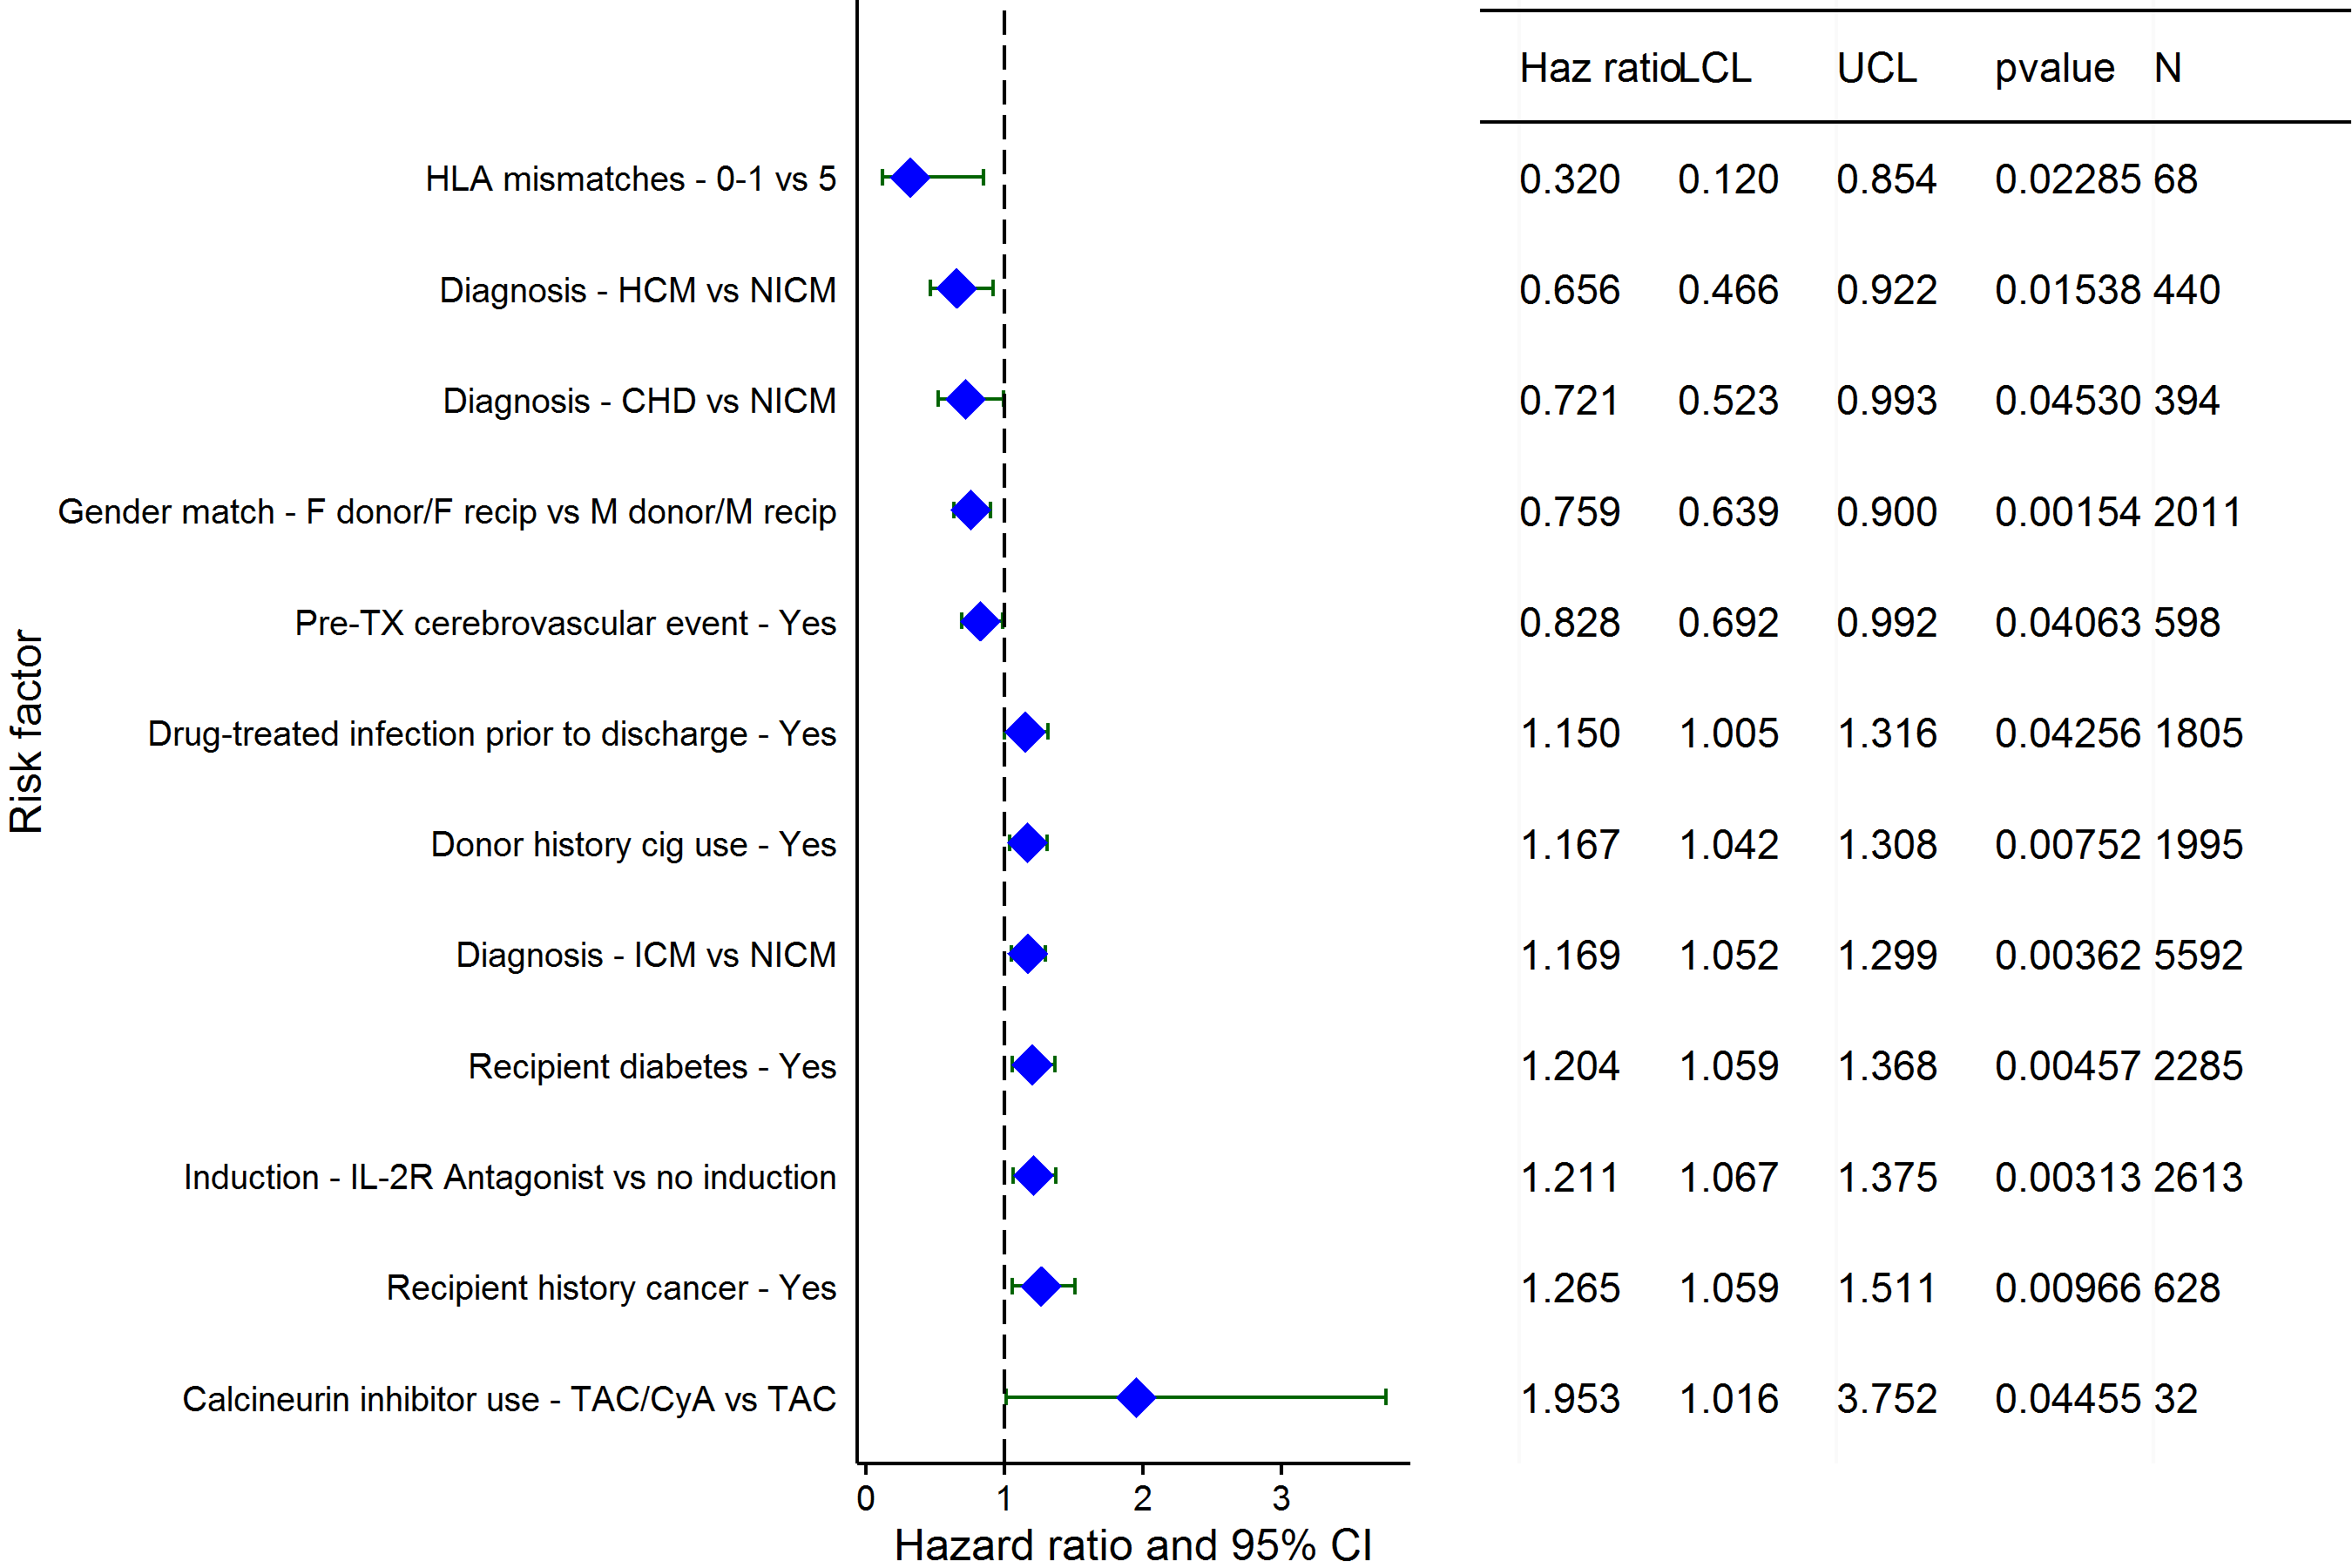 Haz ratio LCL UCL pvalue N
HLA mismatches - 0-1 vs 5 0.320 0.120 0.854 0.02285 68
Diagnosis - HCM vs NICM 0.656 0.466 0.922 0.01538 440
Diagnosis - CHD vs NICM 0.721 0.523 0.993 0.04530 394
Gender match - F donor/F recip vs M donor/M recip 0.759 0.639 0.900 0.00154 2011
Pre-TX cerebrovascular event - Yes 0.828 0.692 0.992 0.04063 598
Drug-treated infection prior to discharge - Yes 1.150 1.005 1.316 0.04256 1805
Donor history cig use - Yes 1.167 1.042 1.308 0.00752 1995
Diagnosis - ICM vs NICM 1.169 1.052 1.299 0.00362 5592
Recipient diabetes - Yes 1.204 1.059 1.368 0.00457 2285
Induction - IL-2R Antagonist vs no induction 1.211 1.067 1.375 0.00313 2613
Recipient history cancer - Yes 1.265 1.059 1.511 0.00966 628
Calcineurin inhibitor use - TAC/CyA vs TAC 1.953 1.016 3.752 0.04455 32
Risk factor
0 1 2 3
Hazard ratio and 95% CI